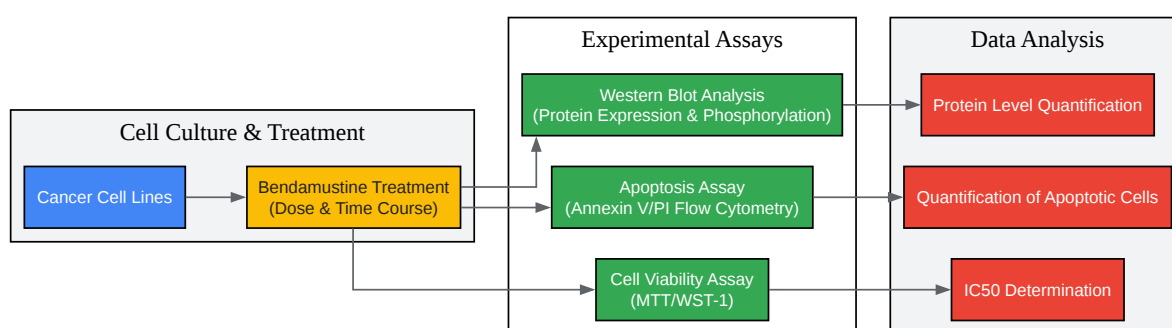 Cell Culture & Treatment
Cancer Cell Lines
Bendamustine Treatment
(Dose & Time Course)
Experimental Assays
Western Blot Analysis
(Protein Expression & Phosphorylation)
Apoptosis Assay
(Annexin V/PI Flow Cytometry)
Cell Viability Assay
(MTT/WST-1)
Data Analysis
Protein Level Quantification
Quantification of Apoptotic Cells
IC50 Determination